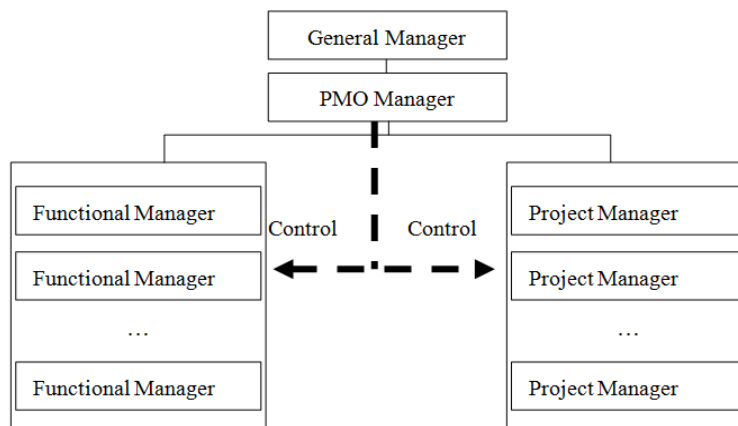 General Manager
PMO Manager
Functional Manager
Project Manager
Control
Control
Functional Manager
Project Manager
…
…
Functional Manager
Project Manager